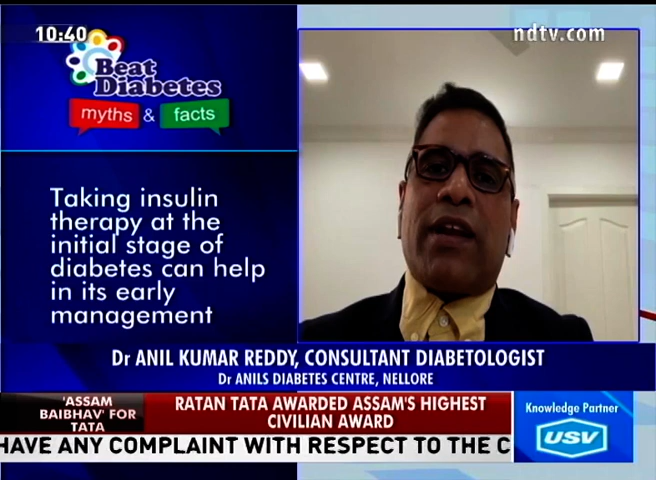 10:40
ndtv.com
Beat
Diabetes
myths & facts
Taking insulin
therapy at the
initial stage of
diabetes can help
in its early
management
Dr ANIL KUMAR REDDY, CONSULTANT DIABETOLOGIST
Dr ANILS DIABETES CENTRE, NELLORE
'ASSAM
BAIBHAV' FOR
TATA
RATAN TATA AWARDED ASSAM'S HIGHEST
CIVILIAN AWARD
Knowledge Partner
USV
HAVE ANY COMPLAINT WITH RESPECT TO THE C